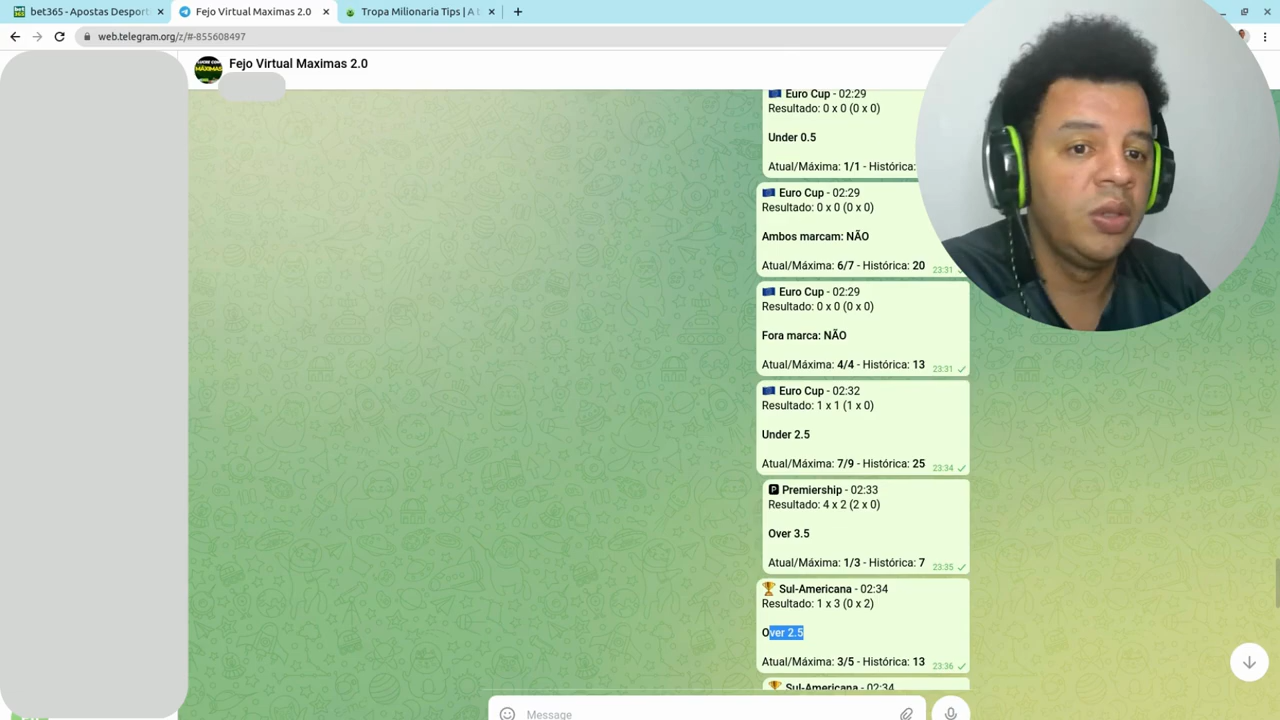 bet365 - Apostas Desport
Fejo Virtual Maximas 2.0
Tropa Milionaria Tips | A b
web.telegram.org/z/#-855608497
Fejo Virtual Maximas 2.0
Euro Cup - 02:29
Resultado: 0 x 0 (0 x 0)
Under 0.5
Atual/Máxima: 1/1 - Histórica:
Euro Cup - 02:29
Resultado: 0 x 0 (0 x 0)
Ambos marcam: NÃO
Atual/Máxima: 6/7 - Histórica: 20
23:31
Euro Cup - 02:29
Resultado: 0 x 0 (0 x 0)
Fora marca: NÃO
Atual/Máxima: 4/4 - Histórica: 13
23:31
Euro Cup - 02:32
Resultado: 1 x 1 (1 x 0)
Under 2.5
Atual/Máxima: 7/9 - Histórica: 25
23:34
P Premiership - 02:33
Resultado: 4 x 2 (2 x 0)
Over 3.5
Atual/Máxima: 1/3 - Histórica: 7
23:35
Sul-Americana - 02:34
Resultado: 1 x 3 (0 x 2)
Over 2.5
Atual/Máxima: 3/5 - Histórica: 13
23:36
Sul-Americana - 02:34
Message